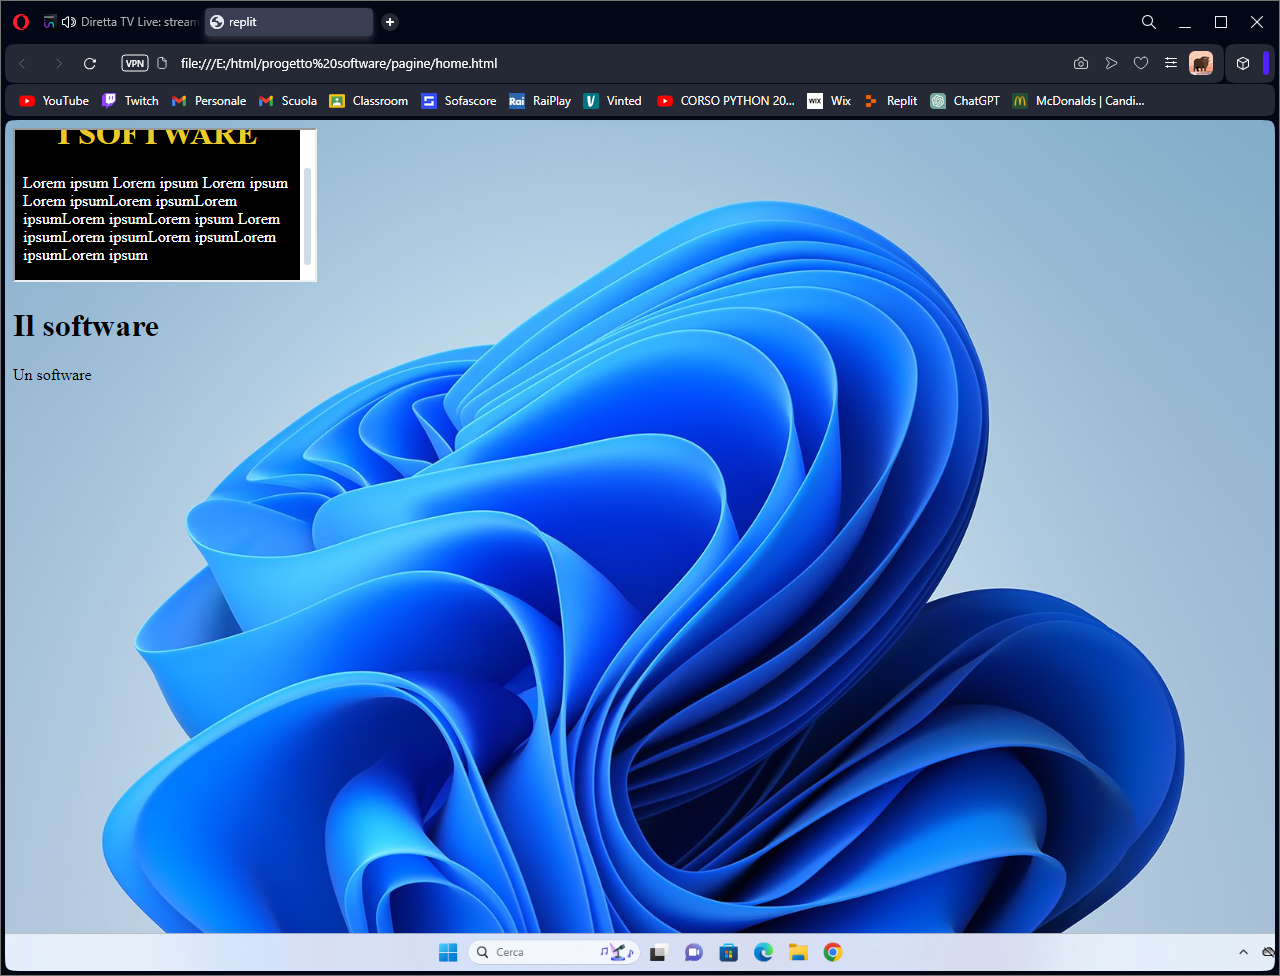 Diretta TV Live: stream
replit
VPN
file:///E:/html/progetto%20software/pagine/home.html
YouTube
Twitch
Personale
Scuola
Classroom
Sofascore
Rai
RaiPlay
Vinted
CORSO PYTHON 20...
WiX
Wix
Replit
ChatGPT
McDonalds | Candi...
I SOFTWARE
Lorem ipsum Lorem ipsum Lorem ipsum
Lorem ipsumLorem ipsumLorem
ipsumLorem ipsumLorem ipsum Lorem
ipsumLorem ipsumLorem ipsumLorem
ipsumLorem ipsum
Il software
Un software
Cerca